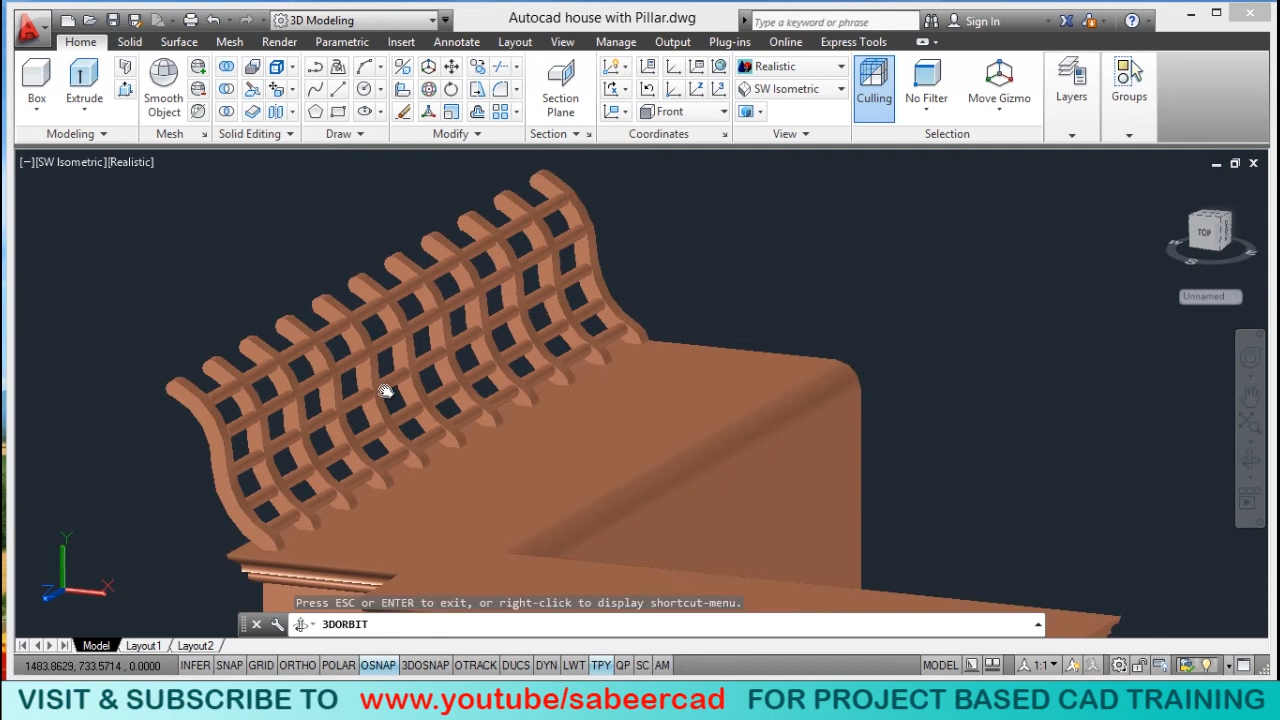 3D Modeling
Autocad house with Pillar.dwg
Type a keyword or phrase
Sign In
Home Solid Surface Mesh Render Parametric Insert Annotate Layout View Manage Output Plug-ins Online Express Tools
Box
Extrude
Smooth
Object
Section
Plane
Front
Realistic
SW Isometric
Culling
No Filter
Move Gizmo
Layers
Groups
Modeling Mesh Solid Editing Draw Modify Section Coordinates View Selection
[−][SW Isometric][Realistic]
TOP
Unnamed
Y
X
Z
Press ESC or ENTER to exit, or right-click to display shortcut-menu.
3DORBIT
Model Layout1 Layout2
1483.8629, 733.5714 , 0.0000 INFER SNAP GRID ORTHO POLAR OSNAP 3DOSNAP OTRACK DUCS DYN LWT TPY QP SC AM MODEL 1:1
VISIT & SUBSCRIBE TO www.youtube/sabeercad FOR PROJECT BASED CAD TRAINING